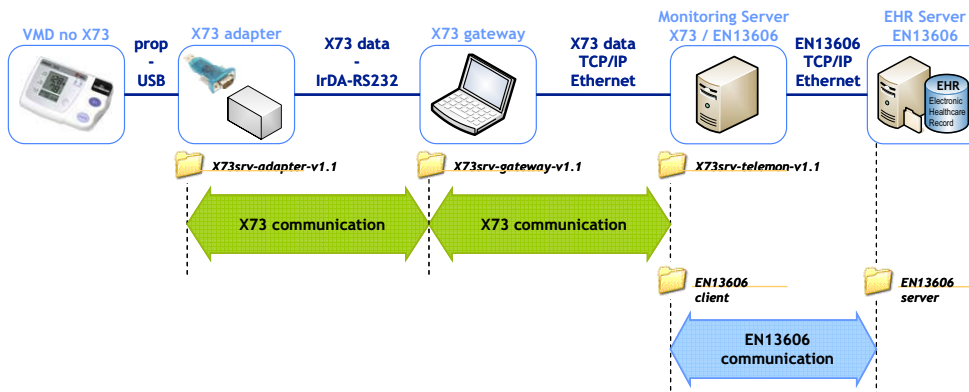 VMD no X73
prop
-
USB
X73 adapter
X73 data
-
IrDA-RS232
X73 gateway
X73 data
TCP/IP
Ethernet
Monitoring Server
X73 / EN13606
EN13606
TCP/IP
Ethernet
EHR Server
EN13606
EHR
Electronic
Healthcare
Record
X73srv-adapter-v1.1
X73srv-gateway-v1.1
X73srv-telemon-v1.1
X73 communication
X73 communication
EN13606
client
EN13606
server
EN13606
communication